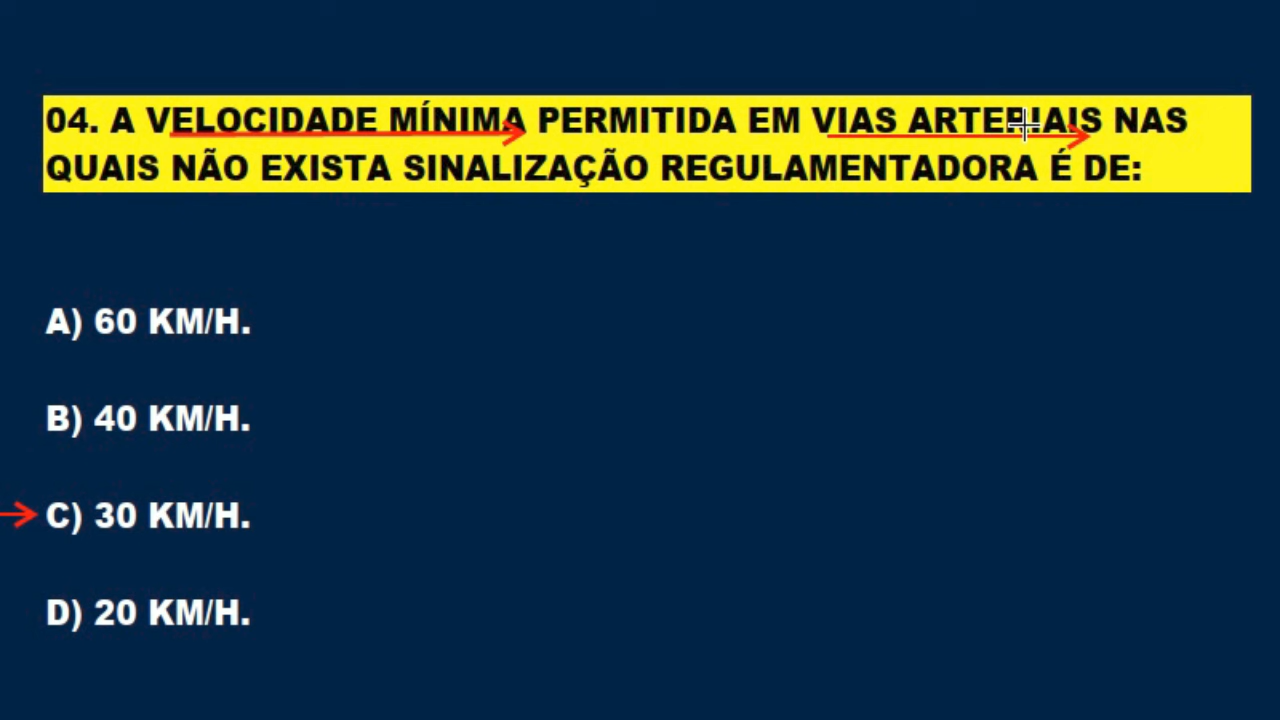 04. A VELOCIDADE MÍNIMA PERMITIDA EM VIAS ARTERIAIS NAS
QUAIS NÃO EXISTA SINALIZAÇÃO REGULAMENTADORA É DE:
A) 60 KM/H.
B) 40 KM/H.
C) 30 KM/H.
D) 20 KM/H.